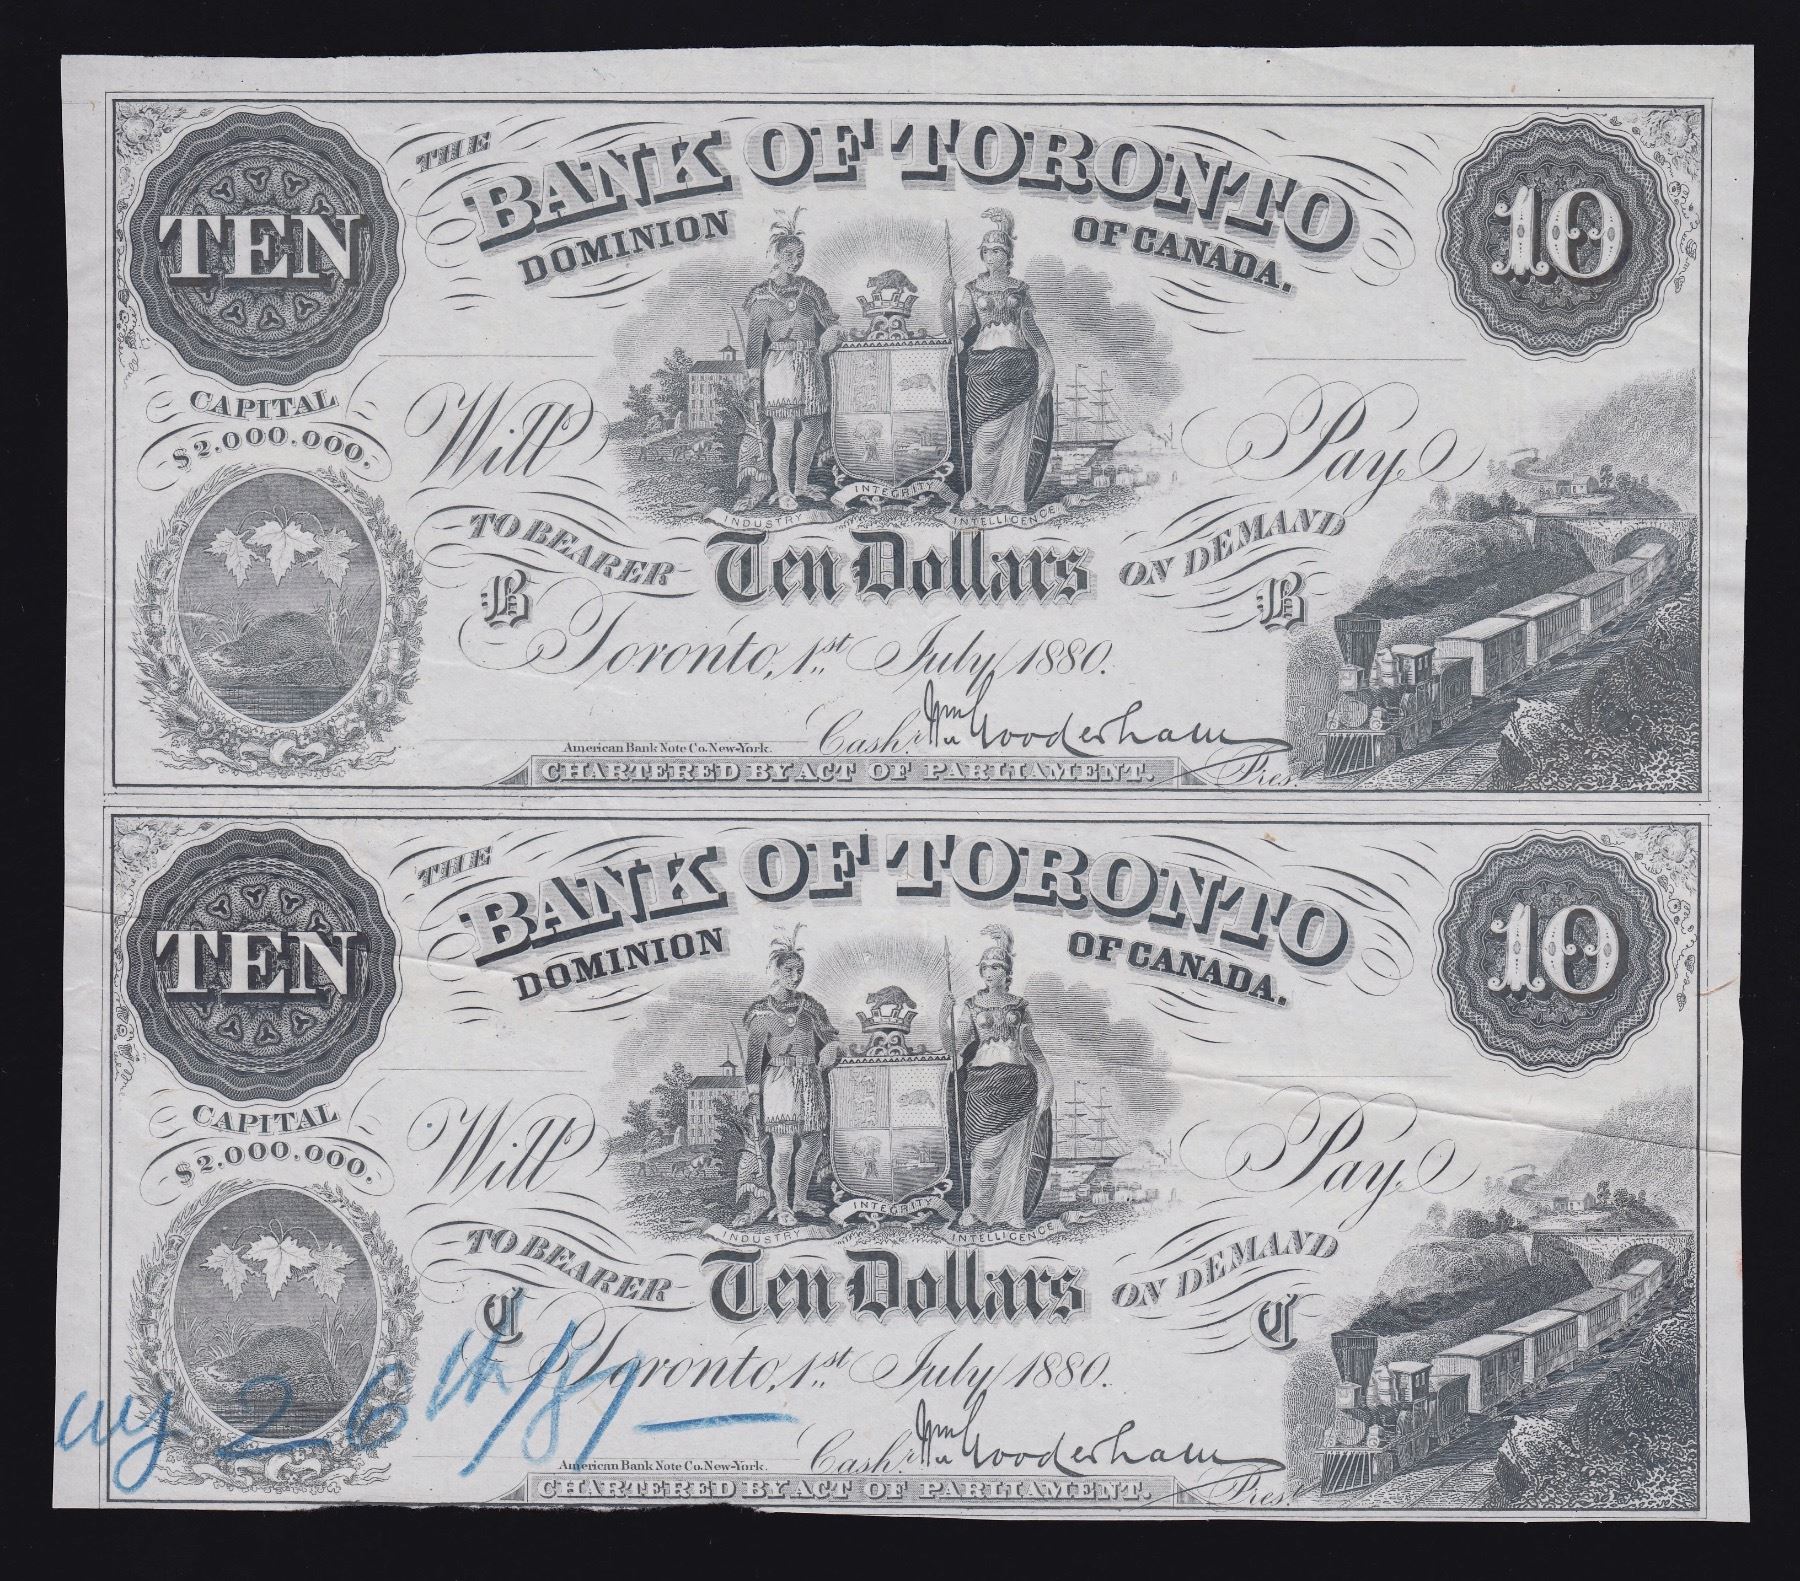 THE BANK OF TORONTO
DOMINION OF CANADA.
TEN
10
CAPITAL
$2,000,000.
Will Pay
INTEGRITY
INDUSTRY INTELLIGENCE
TO BEARER Ten Dollars ON DEMAND
B B
Toronto, 1st July 1880.
American Bank Note Co. New-York.
Cashr. Wm Gooderham
Pres.
CHARTERED BY ACT OF PARLIAMENT.
THE BANK OF TORONTO
DOMINION OF CANADA.
TEN
10
CAPITAL
$2,000,000.
Will Pay
INTEGRITY
INDUSTRY INTELLIGENCE
TO BEARER Ten Dollars ON DEMAND
C C
Toronto, 1st July 1880.
26th/87
American Bank Note Co. New-York.
Cashr. Wm Gooderham
Pres.
CHARTERED BY ACT OF PARLIAMENT.